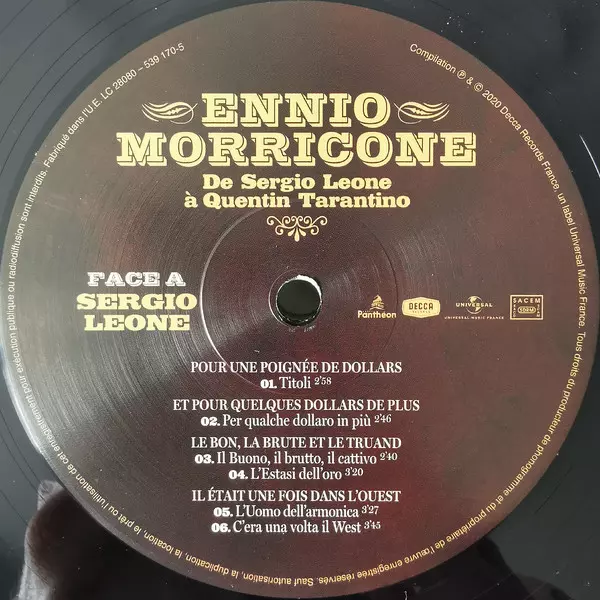 ENNIO
MORRICONE
De Sergio Leone
à Quentin Tarantino
FACE A
SERGIO
LEONE
Panthéon
DECCA
RECORDS
UNIVERSAL
UNIVERSAL MUSIC FRANCE
SACEM
SDRM
POUR UNE POIGNÉE DE DOLLARS
01. Titoli 2'58
ET POUR QUELQUES DOLLARS DE PLUS
02. Per qualche dollaro in più 2'46
LE BON, LA BRUTE ET LE TRUAND
03. Il Buono, il brutto, il cattivo 2'40
04. L'Estasi dell'oro 3'20
IL ÉTAIT UNE FOIS DANS L'OUEST
05. L'Uomo dell'armonica 3'27
06. C'era una volta il West 3'45
Compilation Ⓟ & © 2020 Decca Records France, un label Universal Music France. Tous droits du producteur de phonogramme et du propriétaire de l'œuvre enregistrée réservés. Sauf autorisation, la duplication, la location, le prêt ou l'utilisation de cet enregistrement pour exécution publique ou radiodiffusion sont interdits. Fabriqué dans l'U.E. LC 28080 – 539 170-5